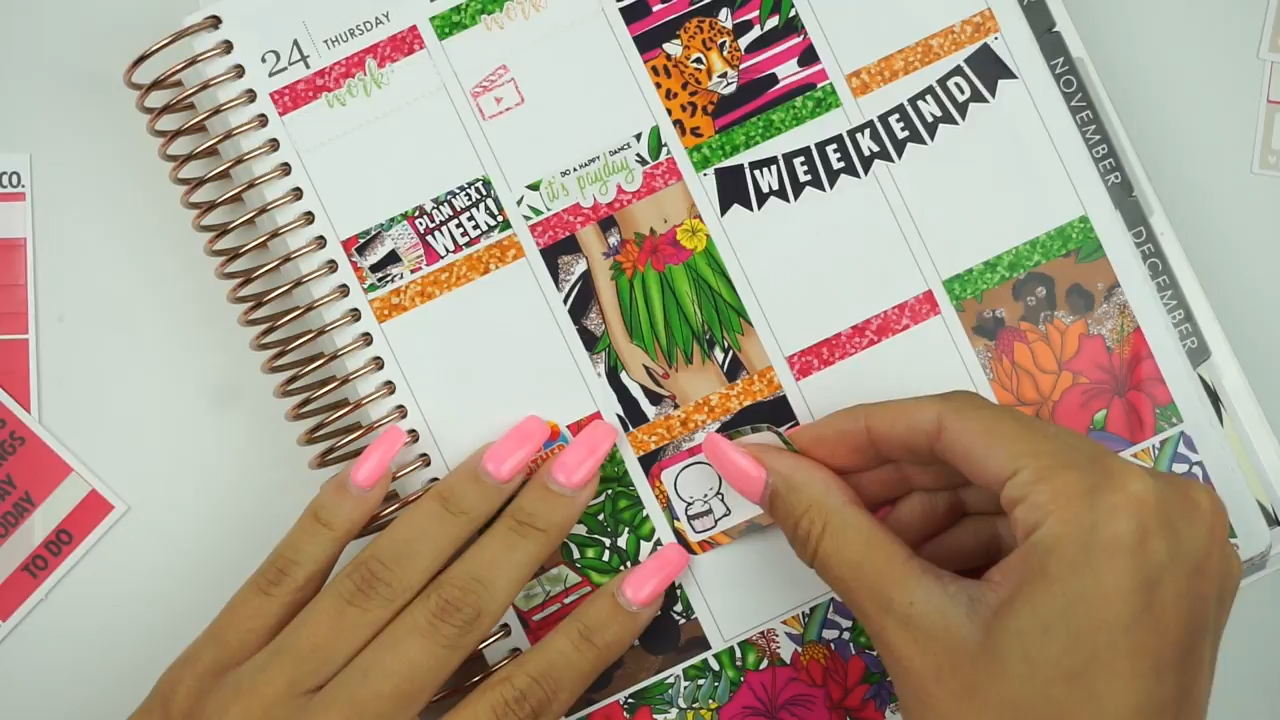 24 THURSDAY
work
work
DO A HAPPY DANCE
it's payday
PLAN NEXT
WEEK!
WEEKEND
NOVEMBER
DECEMBER
CO.
TO DO